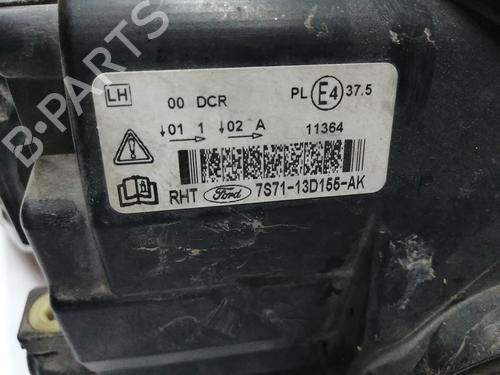 B-PARTS
LH 00 DCR PL E4 37.5
01 1 02 A 11364
A
RHT Ford 7S71-13D155-AK